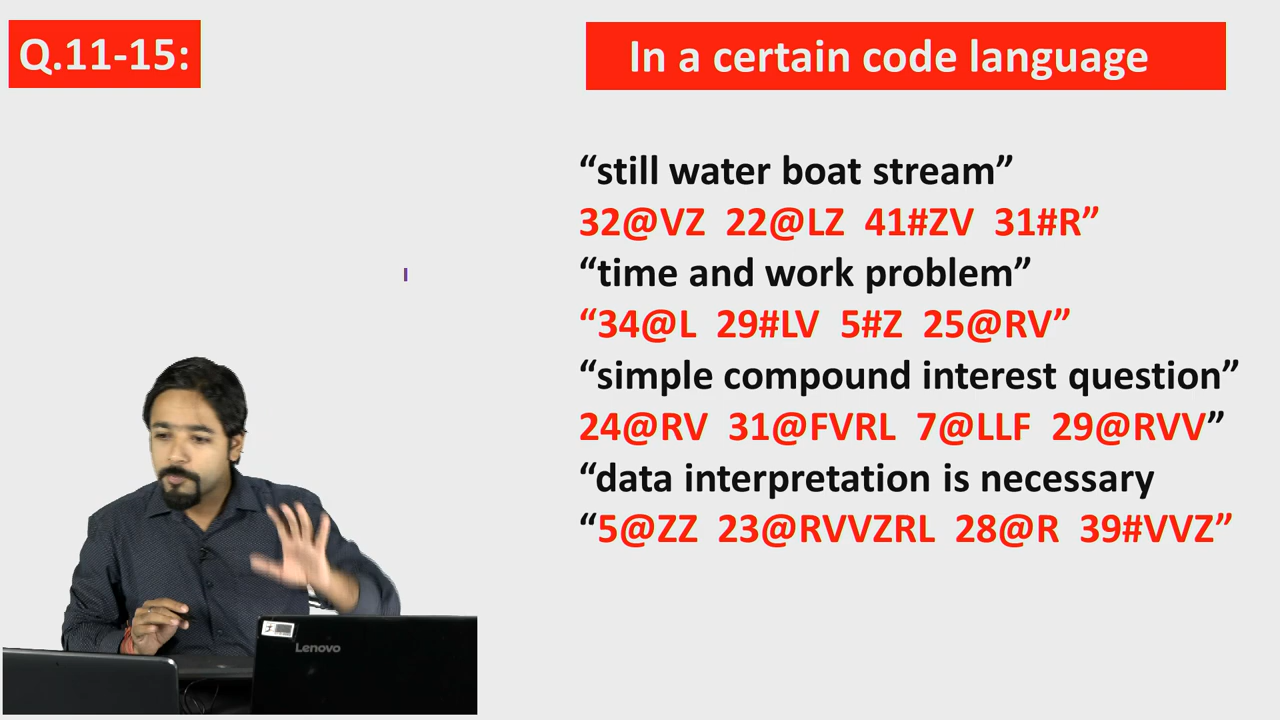 Q.11-15:
In a certain code language
“still water boat stream”
32@VZ 22@LZ 41#ZV 31#R”
“time and work problem”
“34@L 29#LV 5#Z 25@RV”
“simple compound interest question”
24@RV 31@FVRL 7@LLF 29@RVV”
“data interpretation is necessary
“5@ZZ 23@RVVZRL 28@R 39#VVZ”
Lenovo